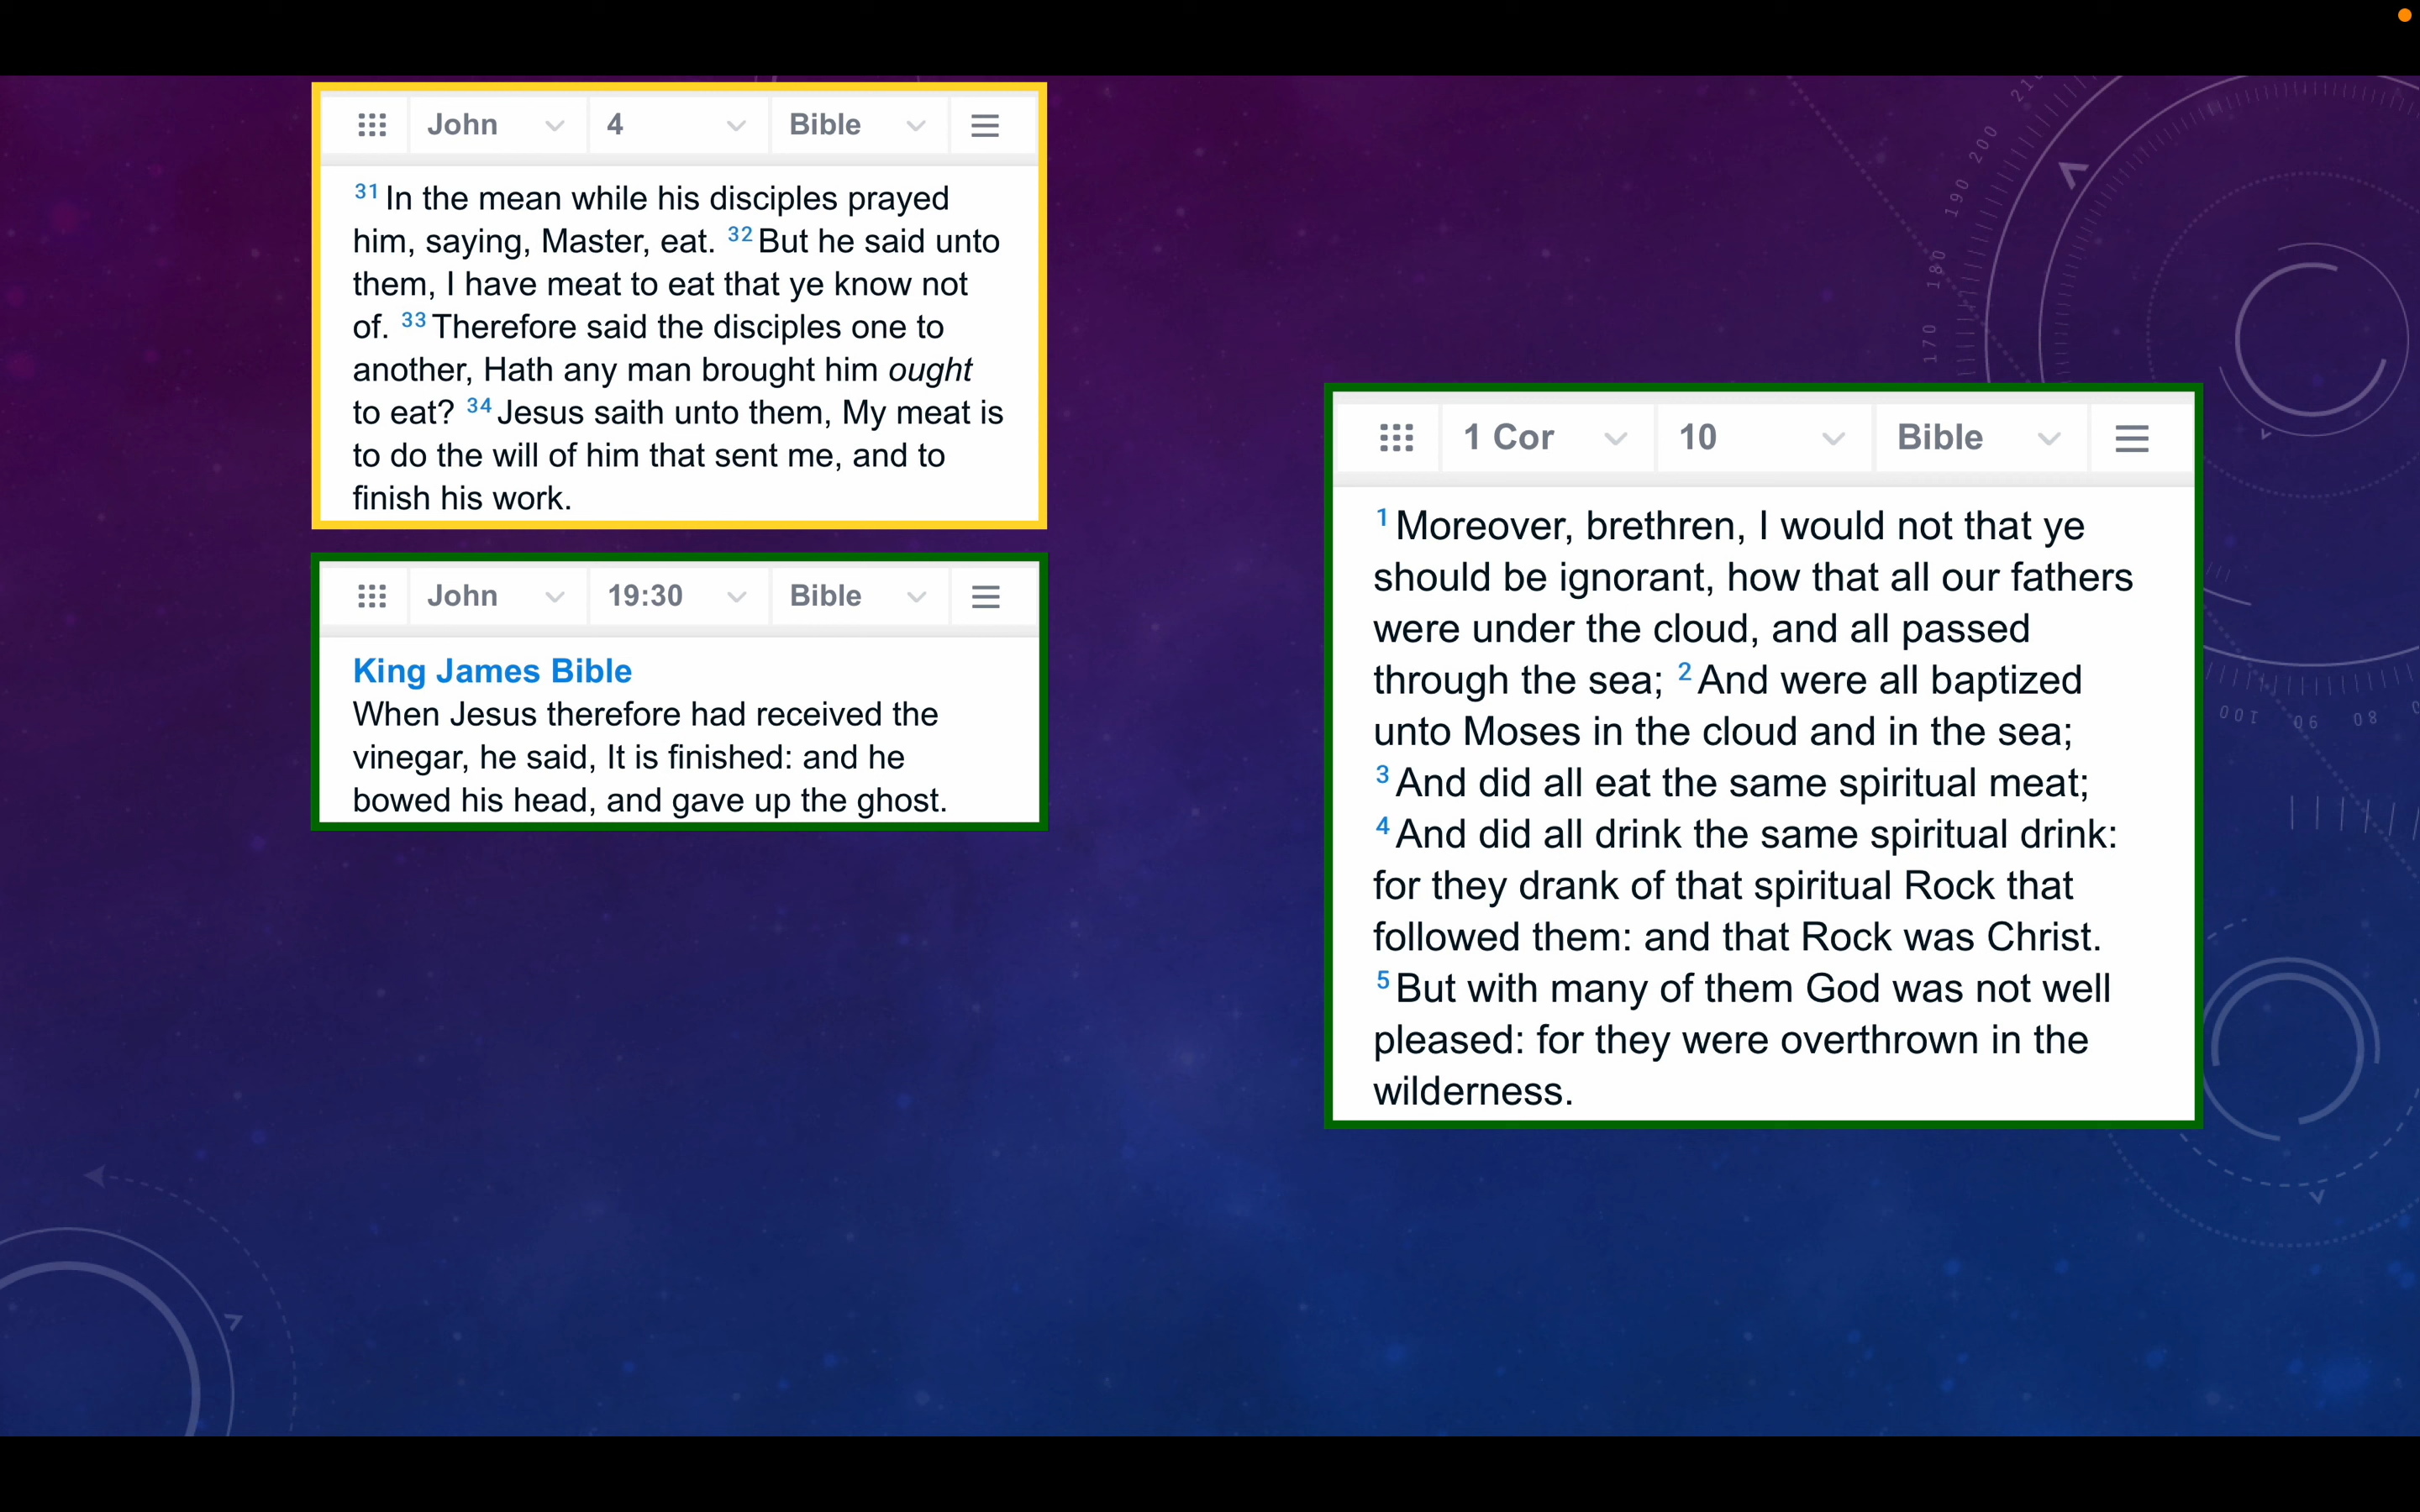 John 4 Bible
31 In the mean while his disciples prayed
him, saying, Master, eat. 32 But he said unto
them, I have meat to eat that ye know not
of. 33 Therefore said the disciples one to
another, Hath any man brought him ought
to eat? 34 Jesus saith unto them, My meat is
to do the will of him that sent me, and to
finish his work.
John 19:30 Bible
King James Bible
When Jesus therefore had received the
vinegar, he said, It is finished: and he
bowed his head, and gave up the ghost.
1 Cor 10 Bible
1 Moreover, brethren, I would not that ye
should be ignorant, how that all our fathers
were under the cloud, and all passed
through the sea; 2 And were all baptized
unto Moses in the cloud and in the sea;
3 And did all eat the same spiritual meat;
4 And did all drink the same spiritual drink:
for they drank of that spiritual Rock that
followed them: and that Rock was Christ.
5 But with many of them God was not well
pleased: for they were overthrown in the
wilderness.
200
190
180
170
100 90 80